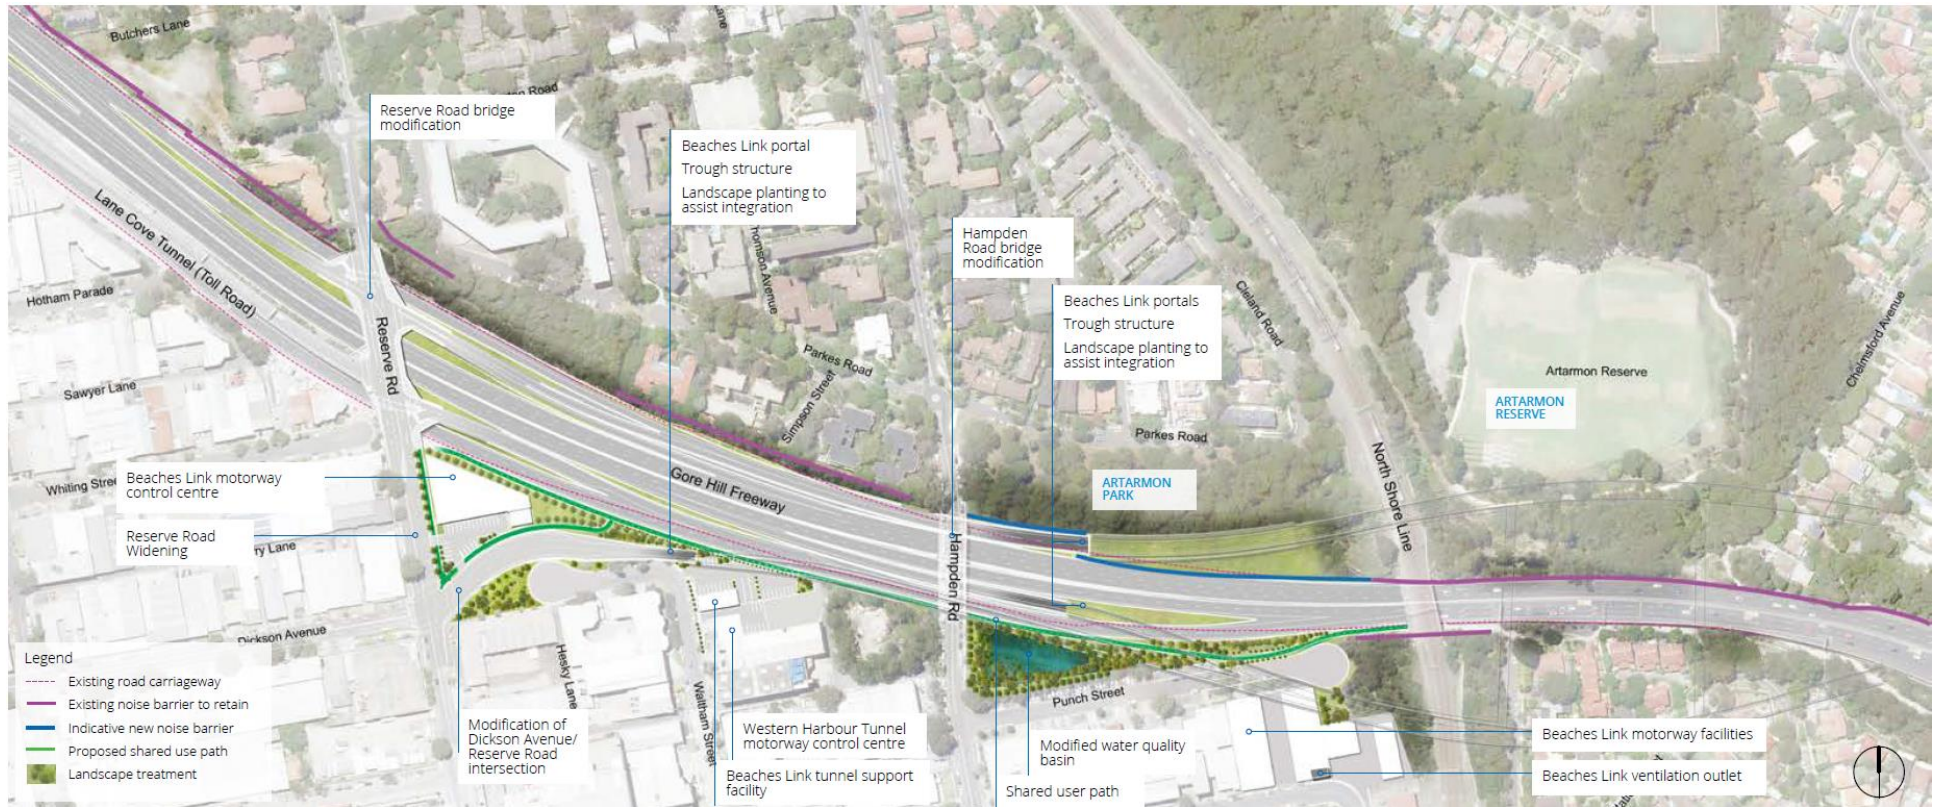 Butchers Lane
Road
Lane
Reserve Road bridge
modification
Beaches Link portal
Trough structure
Landscape planting to
assist integration
Lane Cove Tunnel (Toll Road)
Hampden
Road bridge
modification
Beaches Link portals
Trough structure
Landscape planting to
assist integration
homson Avenue
Cleland Road
Hotham Parade
Reserve Rd
Parkes Road
Simpson Street
Chelmsford Avenue
Artarmon Reserve
ARTARMON
RESERVE
Sawyer Lane
Parkes Road
North Shore Line
Gore Hill Freeway
ARTARMON
PARK
Whiting Stree
Beaches Link motorway
control centre
Reserve Road
Widening
ry Lane
Hampden Rd
Dickson Avenue
Hesky Lane
Waltham Street
Punch Street
Legend
Existing road carriageway
Existing noise barrier to retain
Indicative new noise barrier
Proposed shared use path
Landscape treatment
Modification of
Dickson Avenue/
Reserve Road
intersection
Western Harbour Tunnel
motorway control centre
Beaches Link tunnel support
facility
Modified water quality
basin
Shared user path
Beaches Link motorway facilities
Beaches Link ventilation outlet